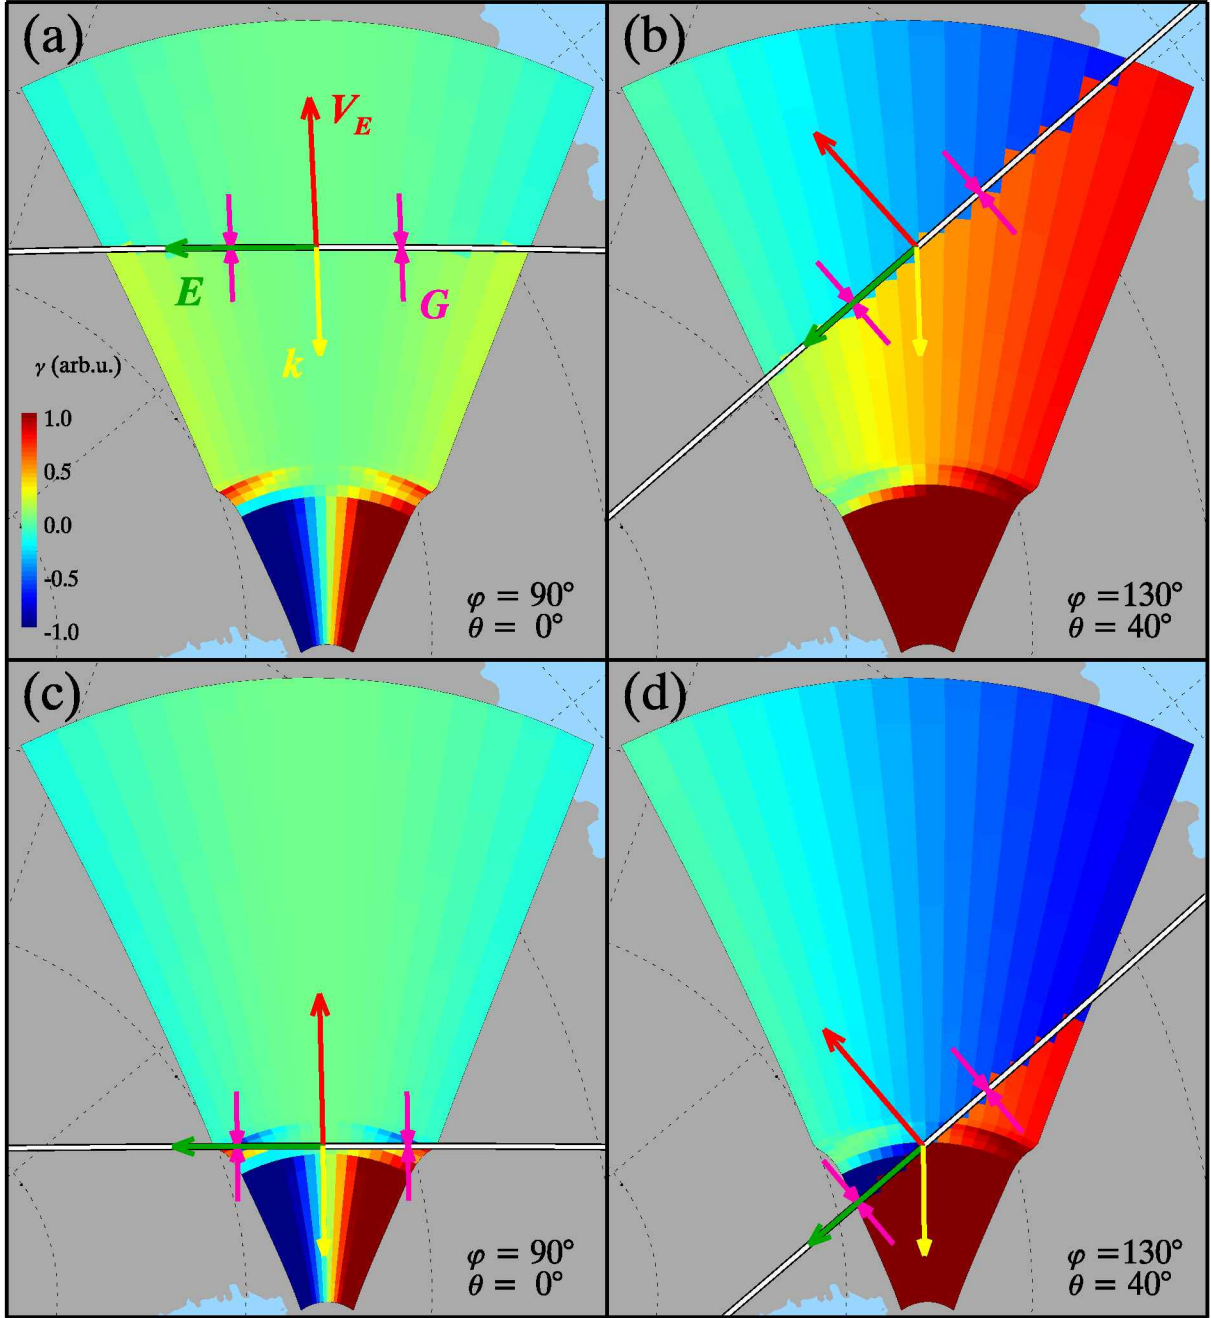 (a)
V_E
E
G
k
γ (arb.u.)
1.0
0.5
0.0
-0.5
-1.0
φ = 90°
θ = 0°
(b)
φ =130°
θ = 40°
(c)
φ = 90°
θ = 0°
(d)
φ =130°
θ = 40°